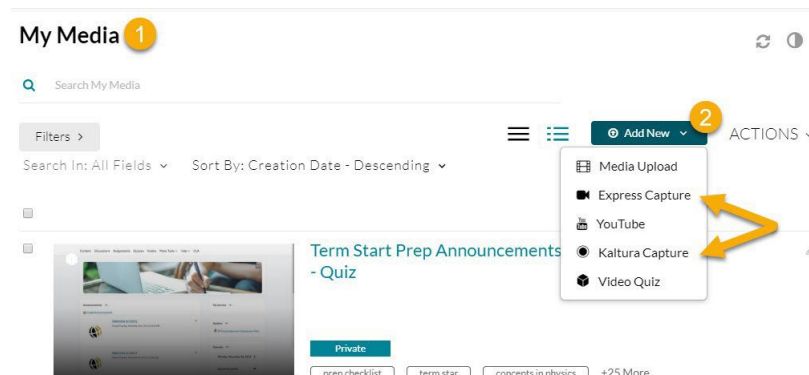 My Media 1
Search My Media
Filters >
2
Add New
ACTIONS
Search In: All Fields
Sort By: Creation Date - Descending
Media Upload
Express Capture
YouTube
Kaltura Capture
Video Quiz
Term Start Prep Announcements
- Quiz
Private
prep checklist
term star
concepts in physics
+25 More